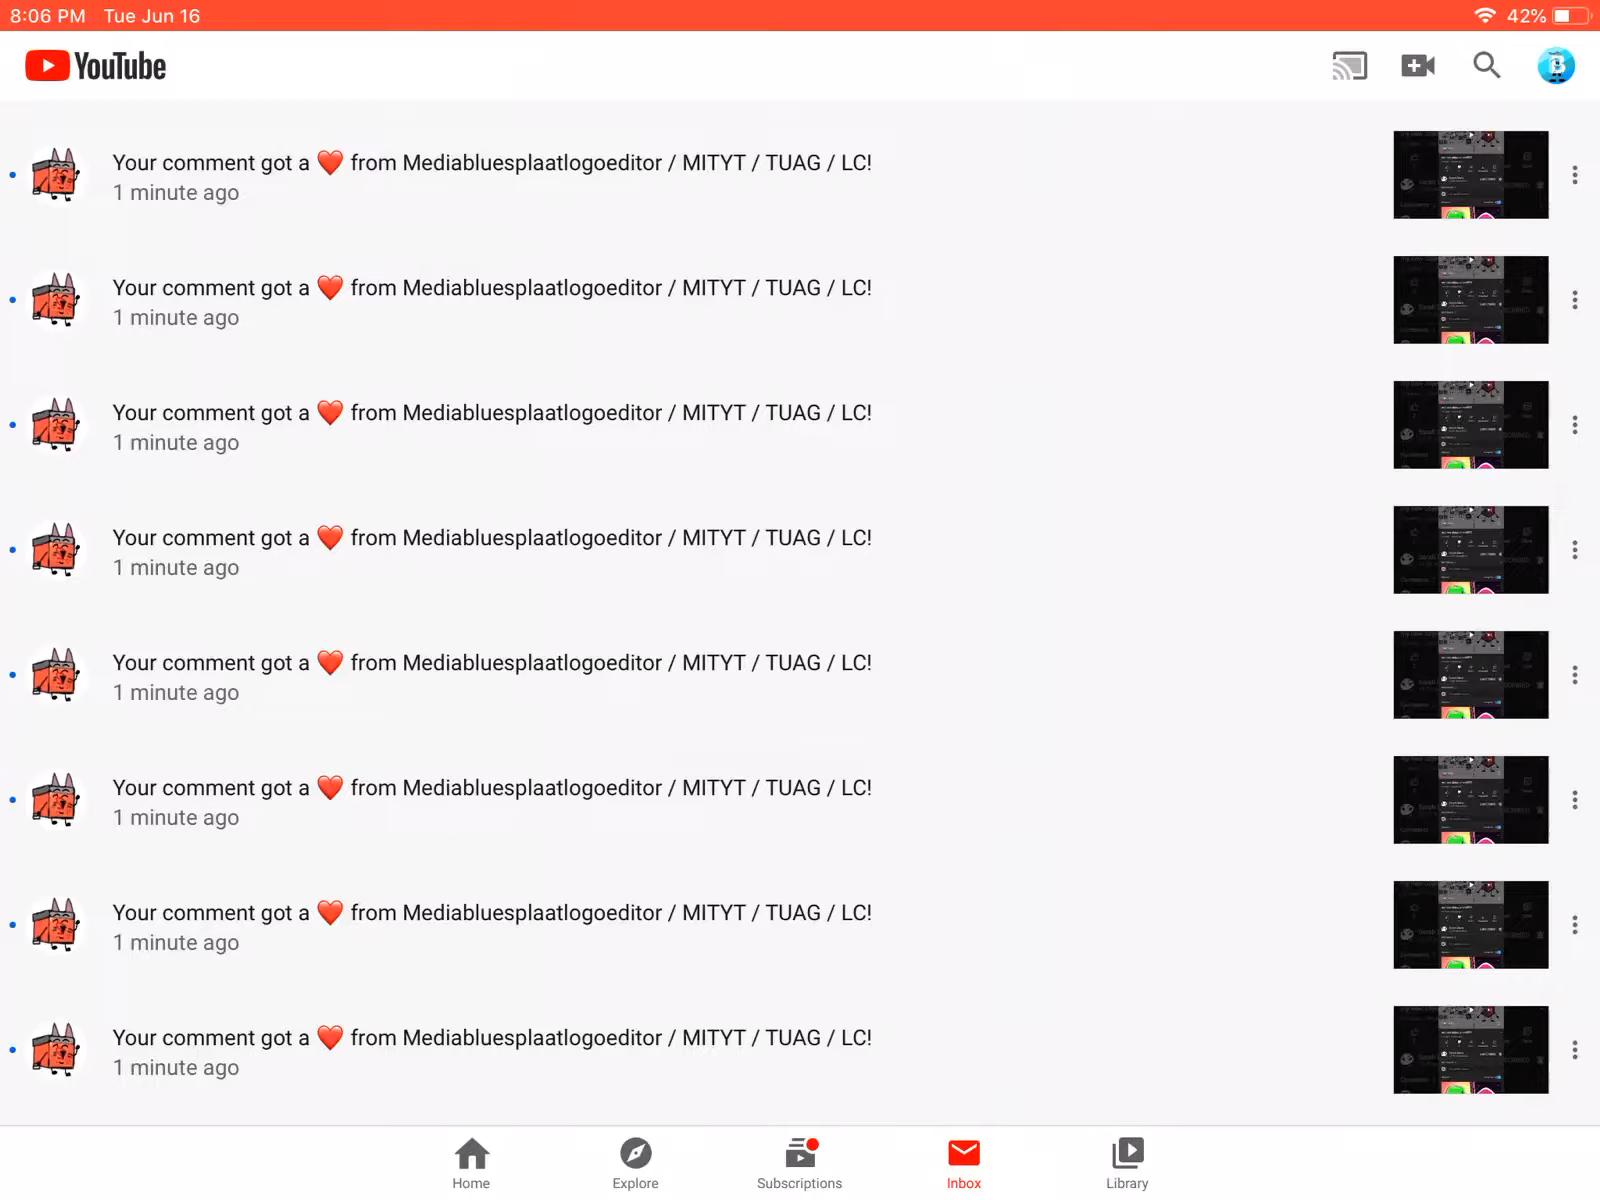 8:06 PM Tue Jun 16 42%
YouTube
Your comment got a ❤️ from Mediabluesplaatlogoeditor / MITYT / TUAG / LC!
1 minute ago
Your comment got a ❤️ from Mediabluesplaatlogoeditor / MITYT / TUAG / LC!
1 minute ago
Your comment got a ❤️ from Mediabluesplaatlogoeditor / MITYT / TUAG / LC!
1 minute ago
Your comment got a ❤️ from Mediabluesplaatlogoeditor / MITYT / TUAG / LC!
1 minute ago
Your comment got a ❤️ from Mediabluesplaatlogoeditor / MITYT / TUAG / LC!
1 minute ago
Your comment got a ❤️ from Mediabluesplaatlogoeditor / MITYT / TUAG / LC!
1 minute ago
Your comment got a ❤️ from Mediabluesplaatlogoeditor / MITYT / TUAG / LC!
1 minute ago
Your comment got a ❤️ from Mediabluesplaatlogoeditor / MITYT / TUAG / LC!
1 minute ago
Home Explore Subscriptions Inbox Library